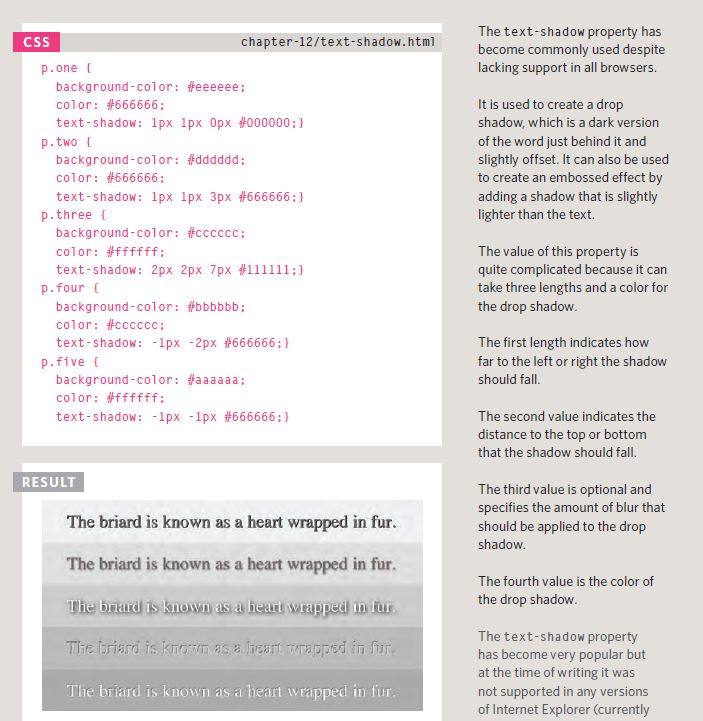 CSS
chapter-12/text-shadow.html
p.one {
background-color: #eeeeee;
color: #666666;
text-shadow: 1px 1px 0px #000000;}
p.two {
background-color: #dddddd;
color: #666666;
text-shadow: 1px 1px 3px #666666;}
p.three {
background-color: #cccccc;
color: #ffffff;
text-shadow: 2px 2px 7px #111111;}
p.four {
background-color: #bbbbbb;
color: #cccccc;
text-shadow: -1px -2px #666666;}
p.five {
background-color: #aaaaaa;
color: #ffffff;
text-shadow: -1px -1px #666666;}
RESULT
The briard is known as a heart wrapped in fur.
The briard is known as a heart wrapped in fur.
The briard is known as a heart wrapped in fur.
The briard is known as a heart wrapped in fur.
The briard is known as a heart wrapped in fur.
The text-shadow property has
become commonly used despite
lacking support in all browsers.
It is used to create a drop
shadow, which is a dark version
of the word just behind it and
slightly offset. It can also be used
to create an embossed effect by
adding a shadow that is slightly
lighter than the text.
The value of this property is
quite complicated because it can
take three lengths and a color for
the drop shadow.
The first length indicates how
far to the left or right the shadow
should fall.
The second value indicates the
distance to the top or bottom
that the shadow should fall.
The third value is optional and
specifies the amount of blur that
should be applied to the drop
shadow.
The fourth value is the color of
the drop shadow.
The text-shadow property
has become very popular but
at the time of writing it was
not supported in any versions
of Internet Explorer (currently